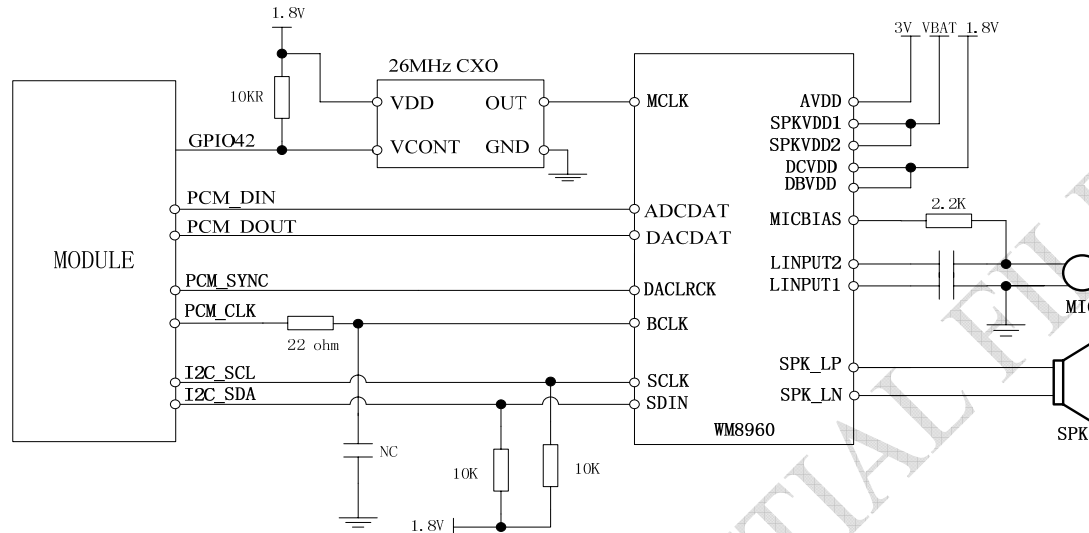 1.8V
3V VBAT 1.8V
26MHz CXO
10KR
VDD OUT
MCLK
AVDD
SPKVDD1
GPIO42
VCONT GND
SPKVDD2
DCVDD
DBVDD
PCM_DIN
ADCDAT
2.2K
MICBIAS
PCM_DOUT
DACDAT
MODULE
LINPUT2
PCM_SYNC
DACLRCK
LINPUT1
PCM_CLK
BCLK
MIC
22 ohm
I2C_SCL
SCLK
SPK_LP
I2C_SDA
SDIN
SPK_LN
WM8960
SPK
NC
10K
10K
1.8V